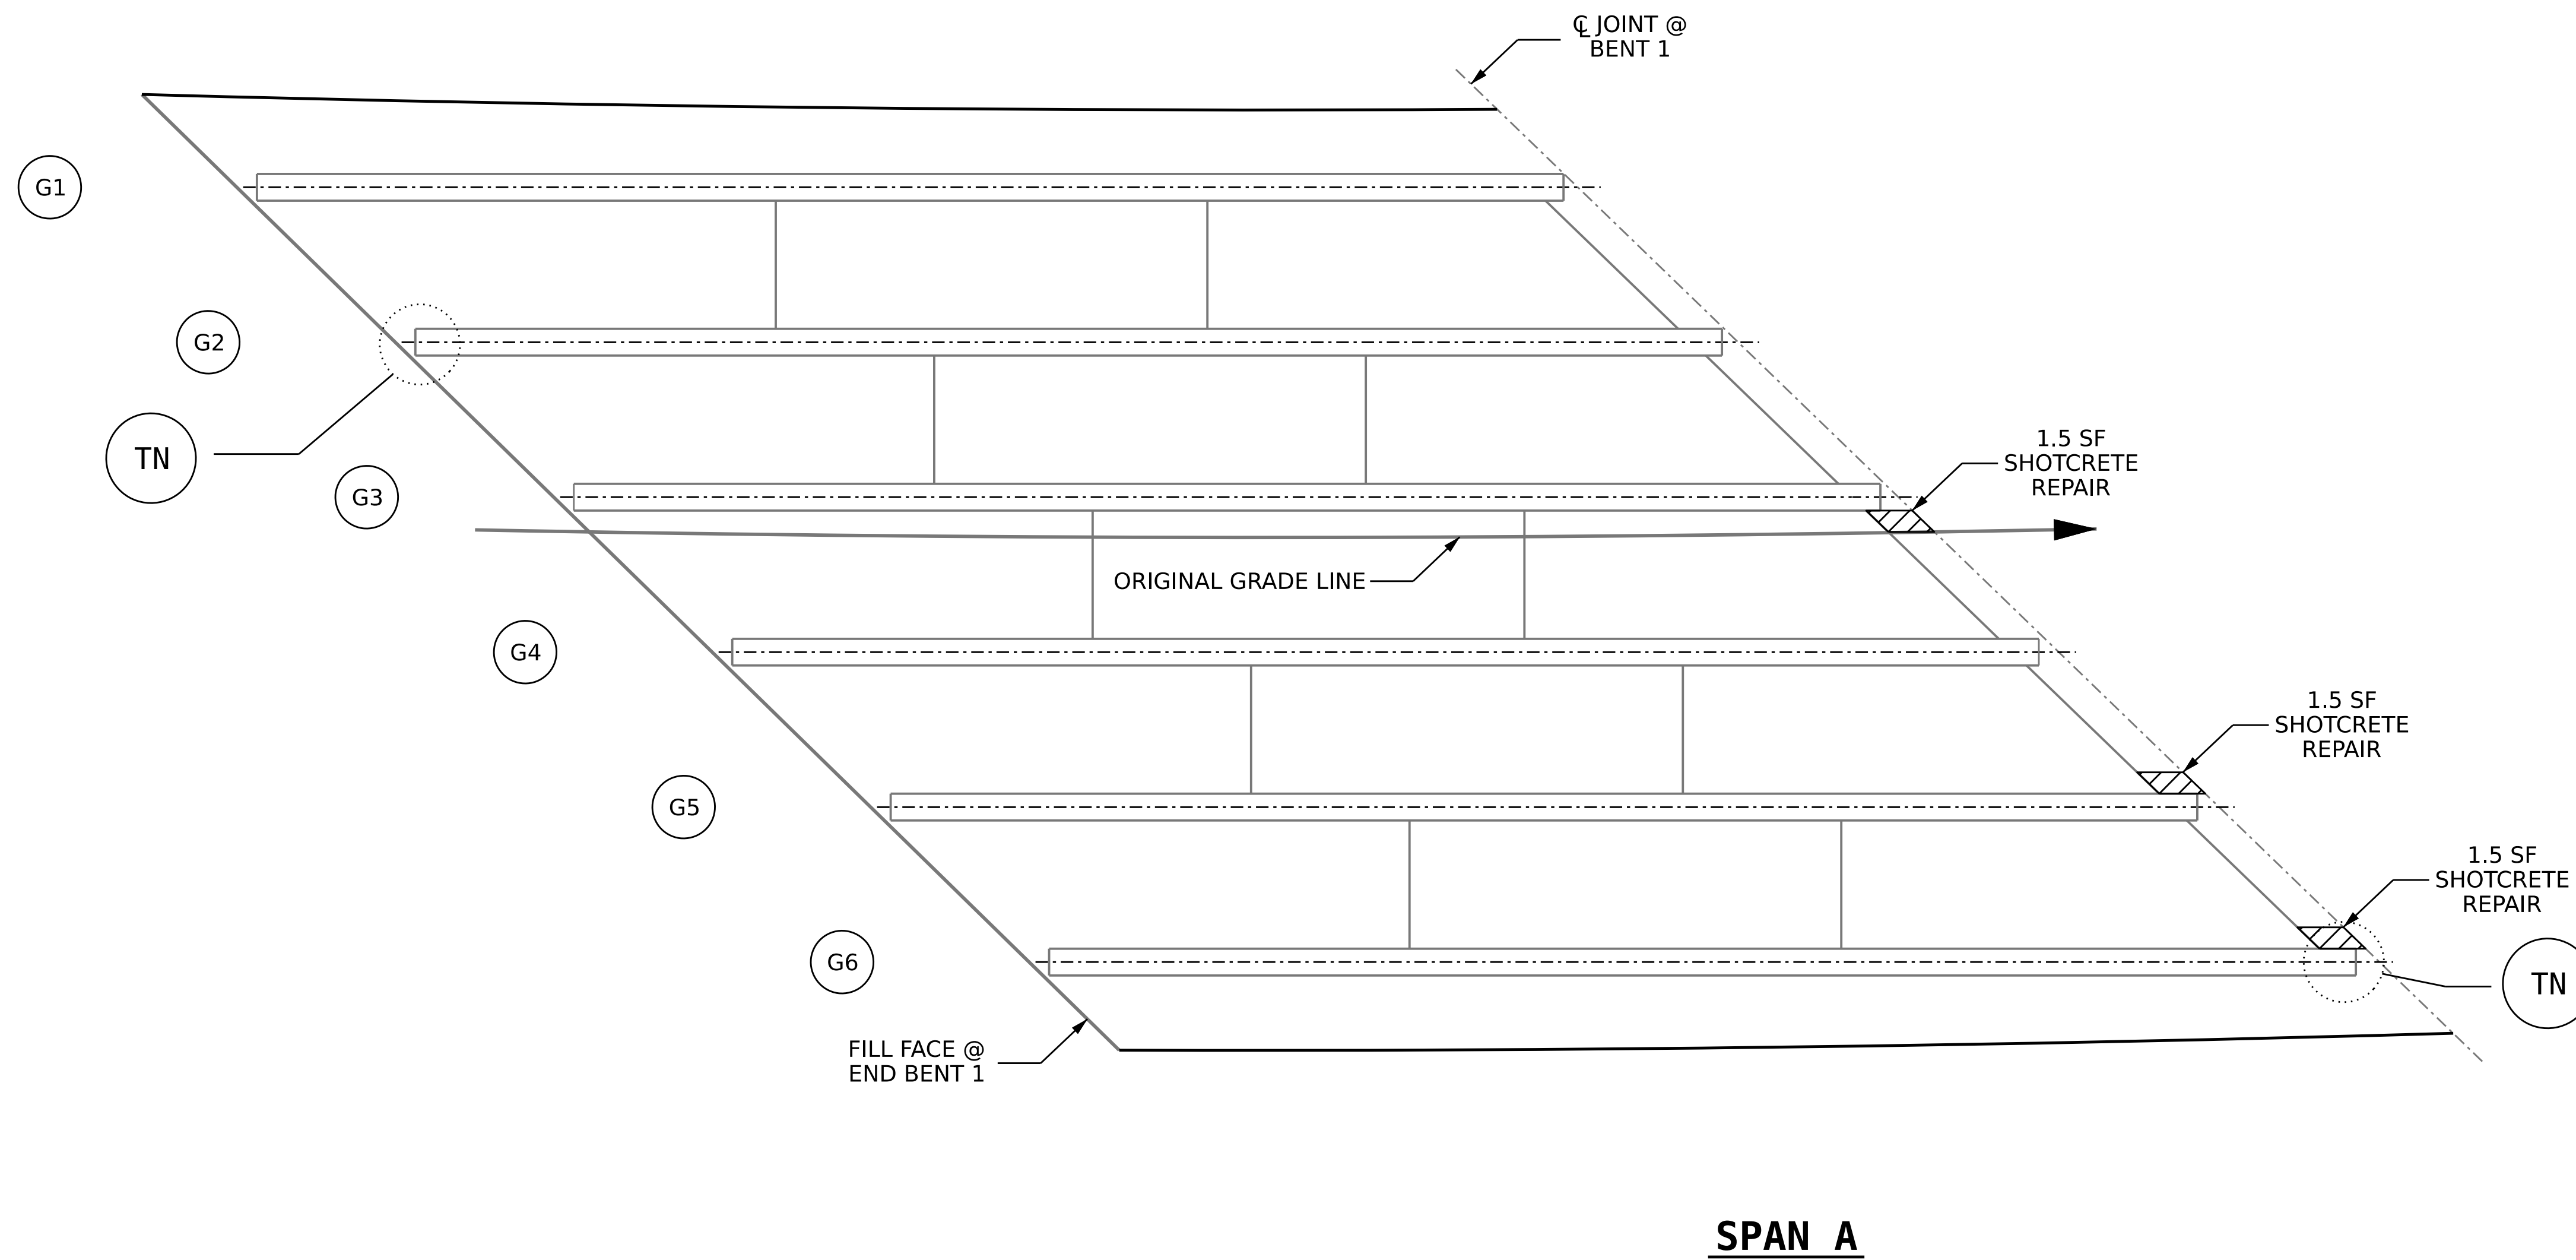 ℄ JOINT @
BENT 1
G1
G2
TN
G3
1.5 SF
SHOTCRETE
REPAIR
ORIGINAL GRADE LINE
G4
1.5 SF
SHOTCRETE
REPAIR
G5
1.5 SF
SHOTCRETE
REPAIR
G6
TN
FILL FACE @
END BENT 1
SPAN A